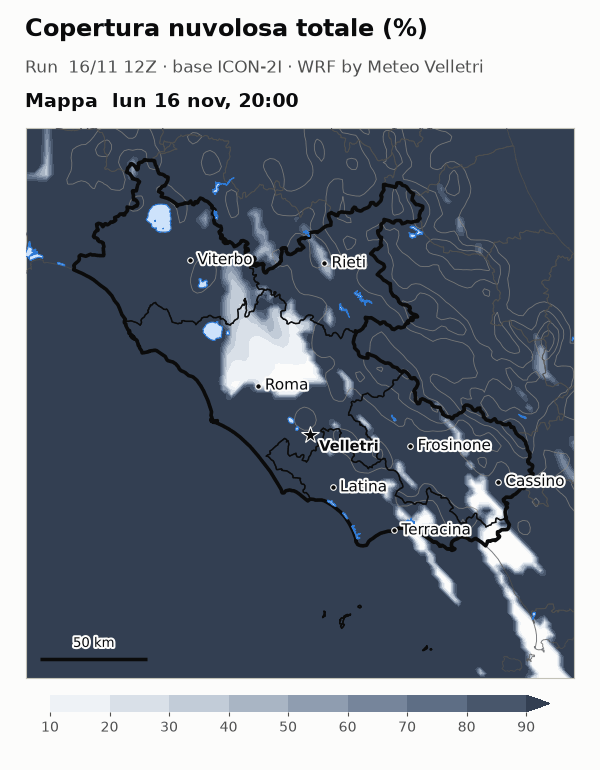 Copertura nuvolosa totale (%)
Run  16/11 12Z · base ICON-2I · WRF by Meteo Velletri
Mappa  lun 16 nov, 20:00
Viterbo
Rieti
Roma
Velletri
Frosinone
Latina
Cassino
Terracina
50 km
10 20 30 40 50 60 70 80 90